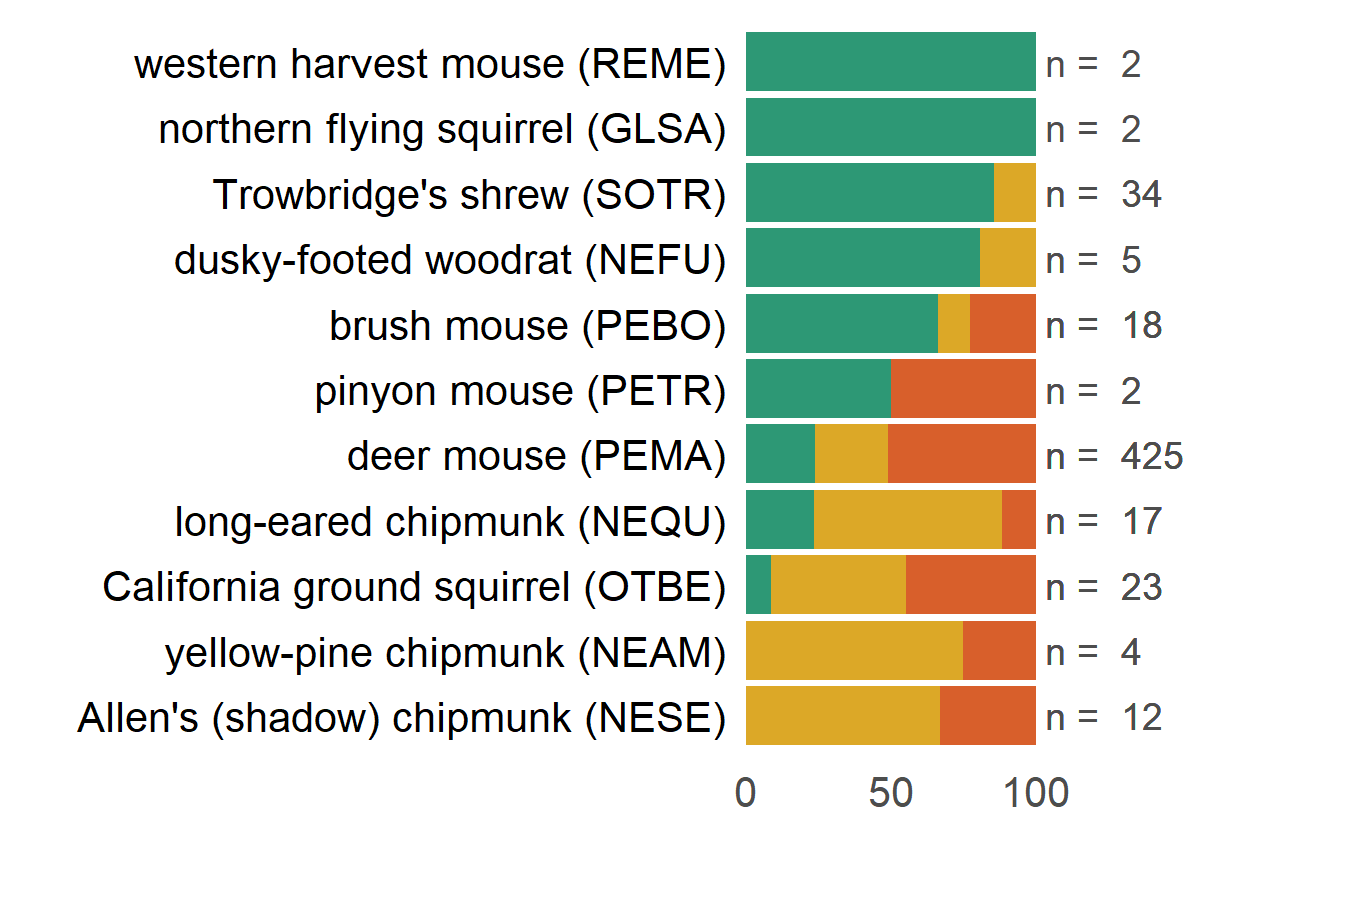 western harvest mouse (REME) n = 2
northern flying squirrel (GLSA) n = 2
Trowbridge's shrew (SOTR) n = 34
dusky-footed woodrat (NEFU) n = 5
brush mouse (PEBO) n = 18
pinyon mouse (PETR) n = 2
deer mouse (PEMA) n = 425
long-eared chipmunk (NEQU) n = 17
California ground squirrel (OTBE) n = 23
yellow-pine chipmunk (NEAM) n = 4
Allen's (shadow) chipmunk (NESE) n = 12
0 50 100